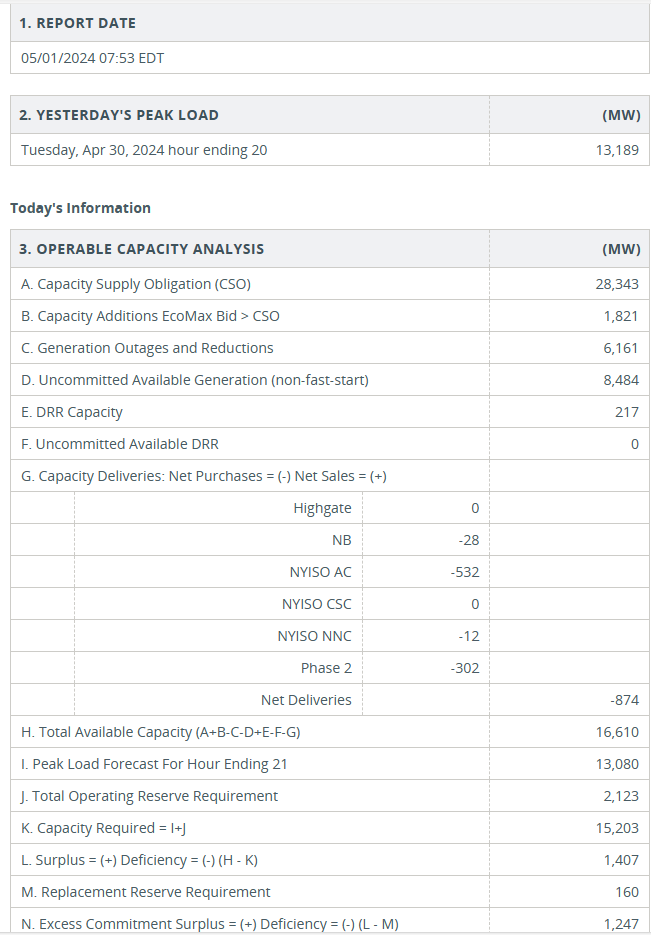 1. REPORT DATE
05/01/2024 07:53 EDT
2. YESTERDAY'S PEAK LOAD (MW)
Tuesday, Apr 30, 2024 hour ending 20 13,189
Today's Information
3. OPERABLE CAPACITY ANALYSIS (MW)
A. Capacity Supply Obligation (CSO) 28,343
B. Capacity Additions EcoMax Bid > CSO 1,821
C. Generation Outages and Reductions 6,161
D. Uncommitted Available Generation (non-fast-start) 8,484
E. DRR Capacity 217
F. Uncommitted Available DRR 0
G. Capacity Deliveries: Net Purchases = (-) Net Sales = (+)
Highgate 0
NB -28
NYISO AC -532
NYISO CSC 0
NYISO NNC -12
Phase 2 -302
Net Deliveries -874
H. Total Available Capacity (A+B-C-D+E-F-G) 16,610
I. Peak Load Forecast For Hour Ending 21 13,080
J. Total Operating Reserve Requirement 2,123
K. Capacity Required = I+J 15,203
L. Surplus = (+) Deficiency = (-) (H - K) 1,407
M. Replacement Reserve Requirement 160
N. Excess Commitment Surplus = (+) Deficiency = (-) (L - M) 1,247